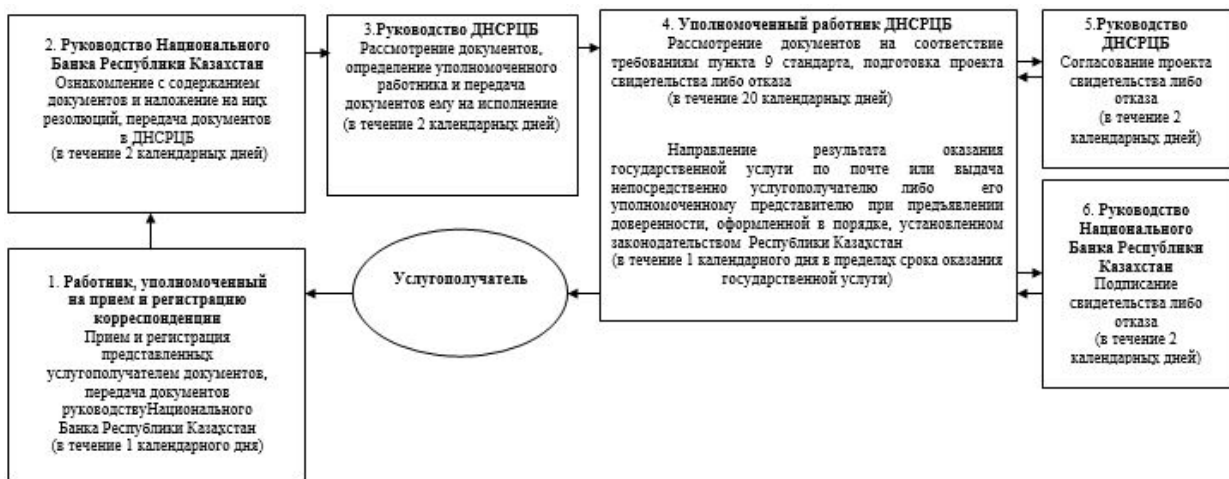 2. Руководство Национального
Банка Республики Казахстан
Ознакомление с содержанием
документов и наложение на них
резолюций, передача документов
в ДНСРЦБ
(в течение 2 календарных дней)
3.Руководство ДНСРЦБ
Рассмотрение документов,
определение уполномоченного
работника и передача
документов ему на исполнение
(в течение 2 календарных дней)
4. Уполномоченный работник ДНСРЦБ
Рассмотрение документов на соответствие
требованиям пункта 9 стандарта, подготовка проекта
свидетельства либо отказа
(в течение 20 календарных дней)
Направление результата оказания
государственной услуги по почте или выдача
непосредственно услугополучателю либо его
уполномоченному представителю при предъявлении
доверенности, оформленной в порядке, установленном
законодательством Республики Казахстан
(в течение 1 календарного дня в пределах срока оказания
государственной услуги)
5.Руководство
ДНСРЦБ
Согласование проекта
свидетельства либо
отказа
(в течение 2
календарных дней)
6. Руководство
Национального
Банка Республики
Казахстан
Подписание
свидетельства либо
отказа
(в течение 2
календарных дней)
Услугополучатель
1. Работник, уполномоченный
на прием и регистрацию
корреспонденции
Прием и регистрация
представленных
услугополучателем документов,
передача документов
руководствуНационального
Банка Республики Казахстан
(в течение 1 календарного дня)